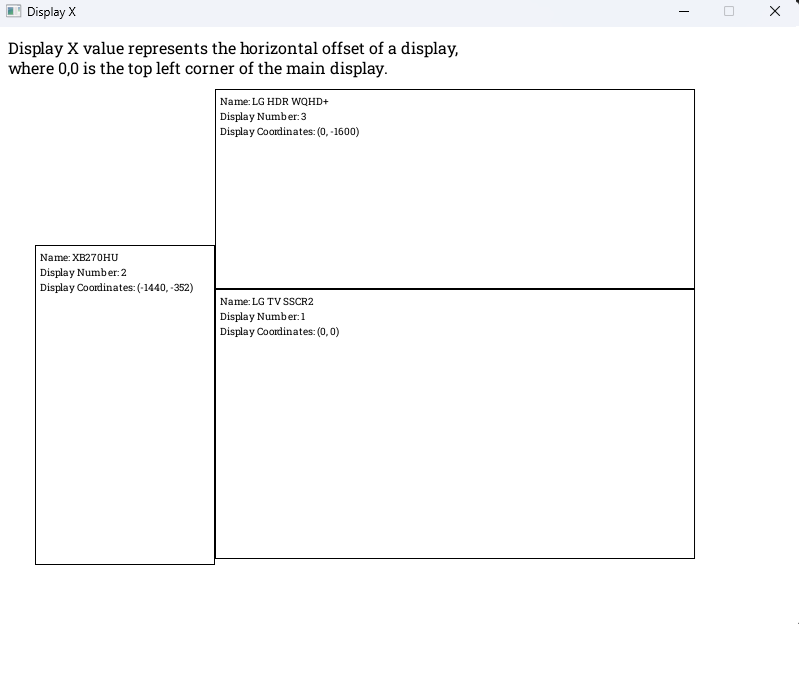 Display X
Display X value represents the horizontal offset of a display,
where 0,0 is the top left corner of the main display.
Name: LG HDR WQHD+
Display Number: 3
Display Coordinates: (0, -1600)
Name: XB270HU
Display Number: 2
Display Coordinates: (-1440, -352)
Name: LG TV SSCR2
Display Number: 1
Display Coordinates: (0, 0)